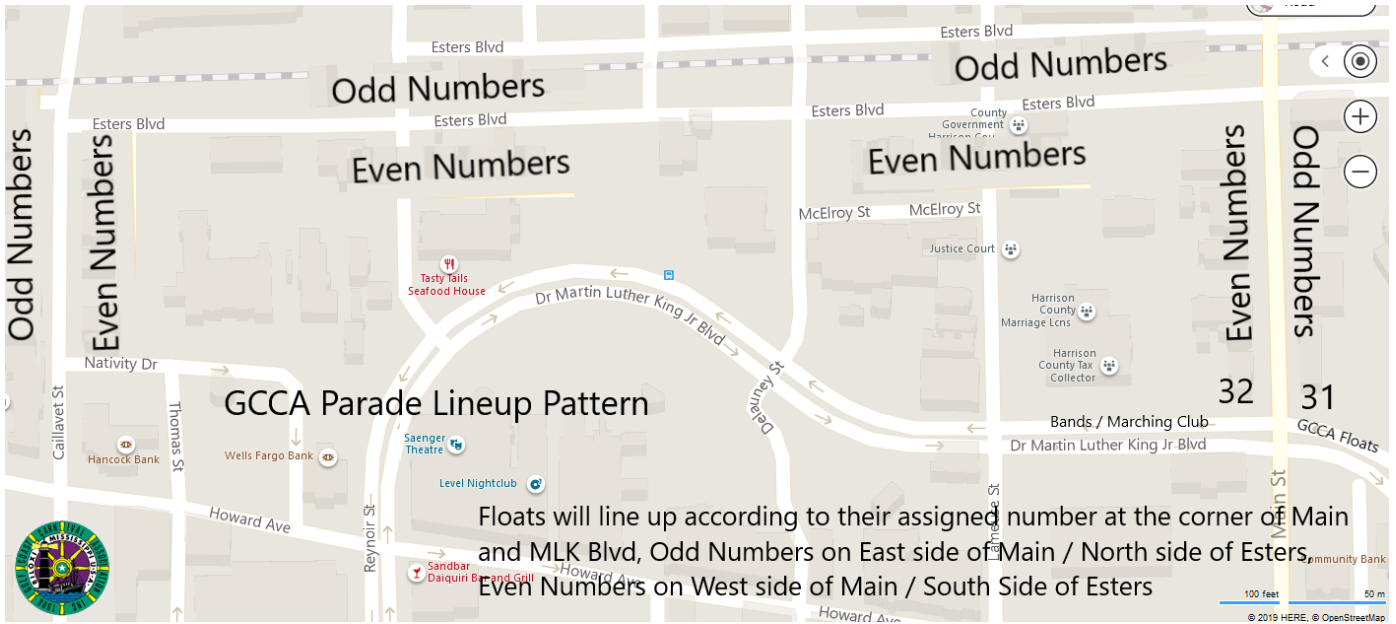 Esters Blvd
Esters Blvd
Odd Numbers
Odd Numbers
Esters Blvd
Esters Blvd
Esters Blvd
Esters Blvd
County
Government
Odd Numbers
Even Numbers
Even Numbers
Even Numbers
Even Numbers
Odd Numbers
McElroy St
McElroy St
Justice Court
Tasty Tails
Seafood House
Dr Martin Luther King Jr Blvd
Harrison
County
Marriage Lcns
Harrison
County Tax
Collector
Nativity Dr
Delauney St
32
31
GCCA Parade Lineup Pattern
Caillavet St
Thomas St
Bands / Marching Club
GCCA Floats
Dr Martin Luther King Jr Blvd
Saenger
Theatre
Hancock Bank
Wells Fargo Bank
Level Nightclub
Main St
Lameuse St
Howard Ave
Reynoir St
Floats will line up according to their assigned number at the corner of Main
and MLK Blvd, Odd Numbers on East side of Main / North side of Esters,
Even Numbers on West side of Main / South Side of Esters
Community Bank
Sandbar
Daiquiri Bar and Grill
Howard Ave
Howard Ave
100 feet
50 m
© 2019 HERE, © OpenStreetMap